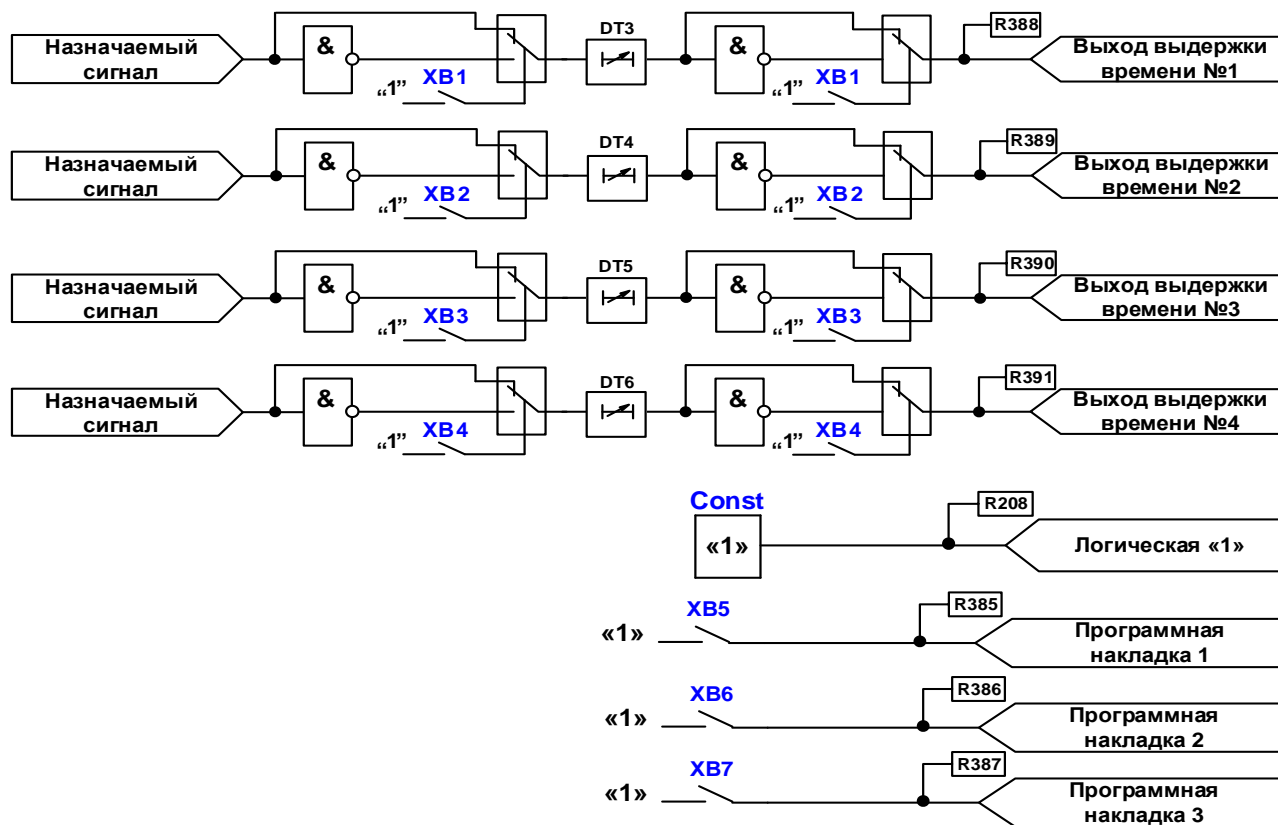 R388
DT3
Назначаемый
сигнал
&
&
Выход выдержки
времени №1
“1” XB1
“1” XB1
R389
DT4
Назначаемый
сигнал
&
&
Выход выдержки
времени №2
“1” XB2
“1” XB2
R390
DT5
Назначаемый
сигнал
&
&
Выход выдержки
времени №3
“1” XB3
“1” XB3
R391
DT6
Назначаемый
сигнал
&
&
Выход выдержки
времени №4
“1” XB4
“1” XB4
Const
R208
«1»
Логическая «1»
XB5
R385
«1»
Программная
накладка 1
XB6
R386
«1»
Программная
накладка 2
XB7
R387
«1»
Программная
накладка 3